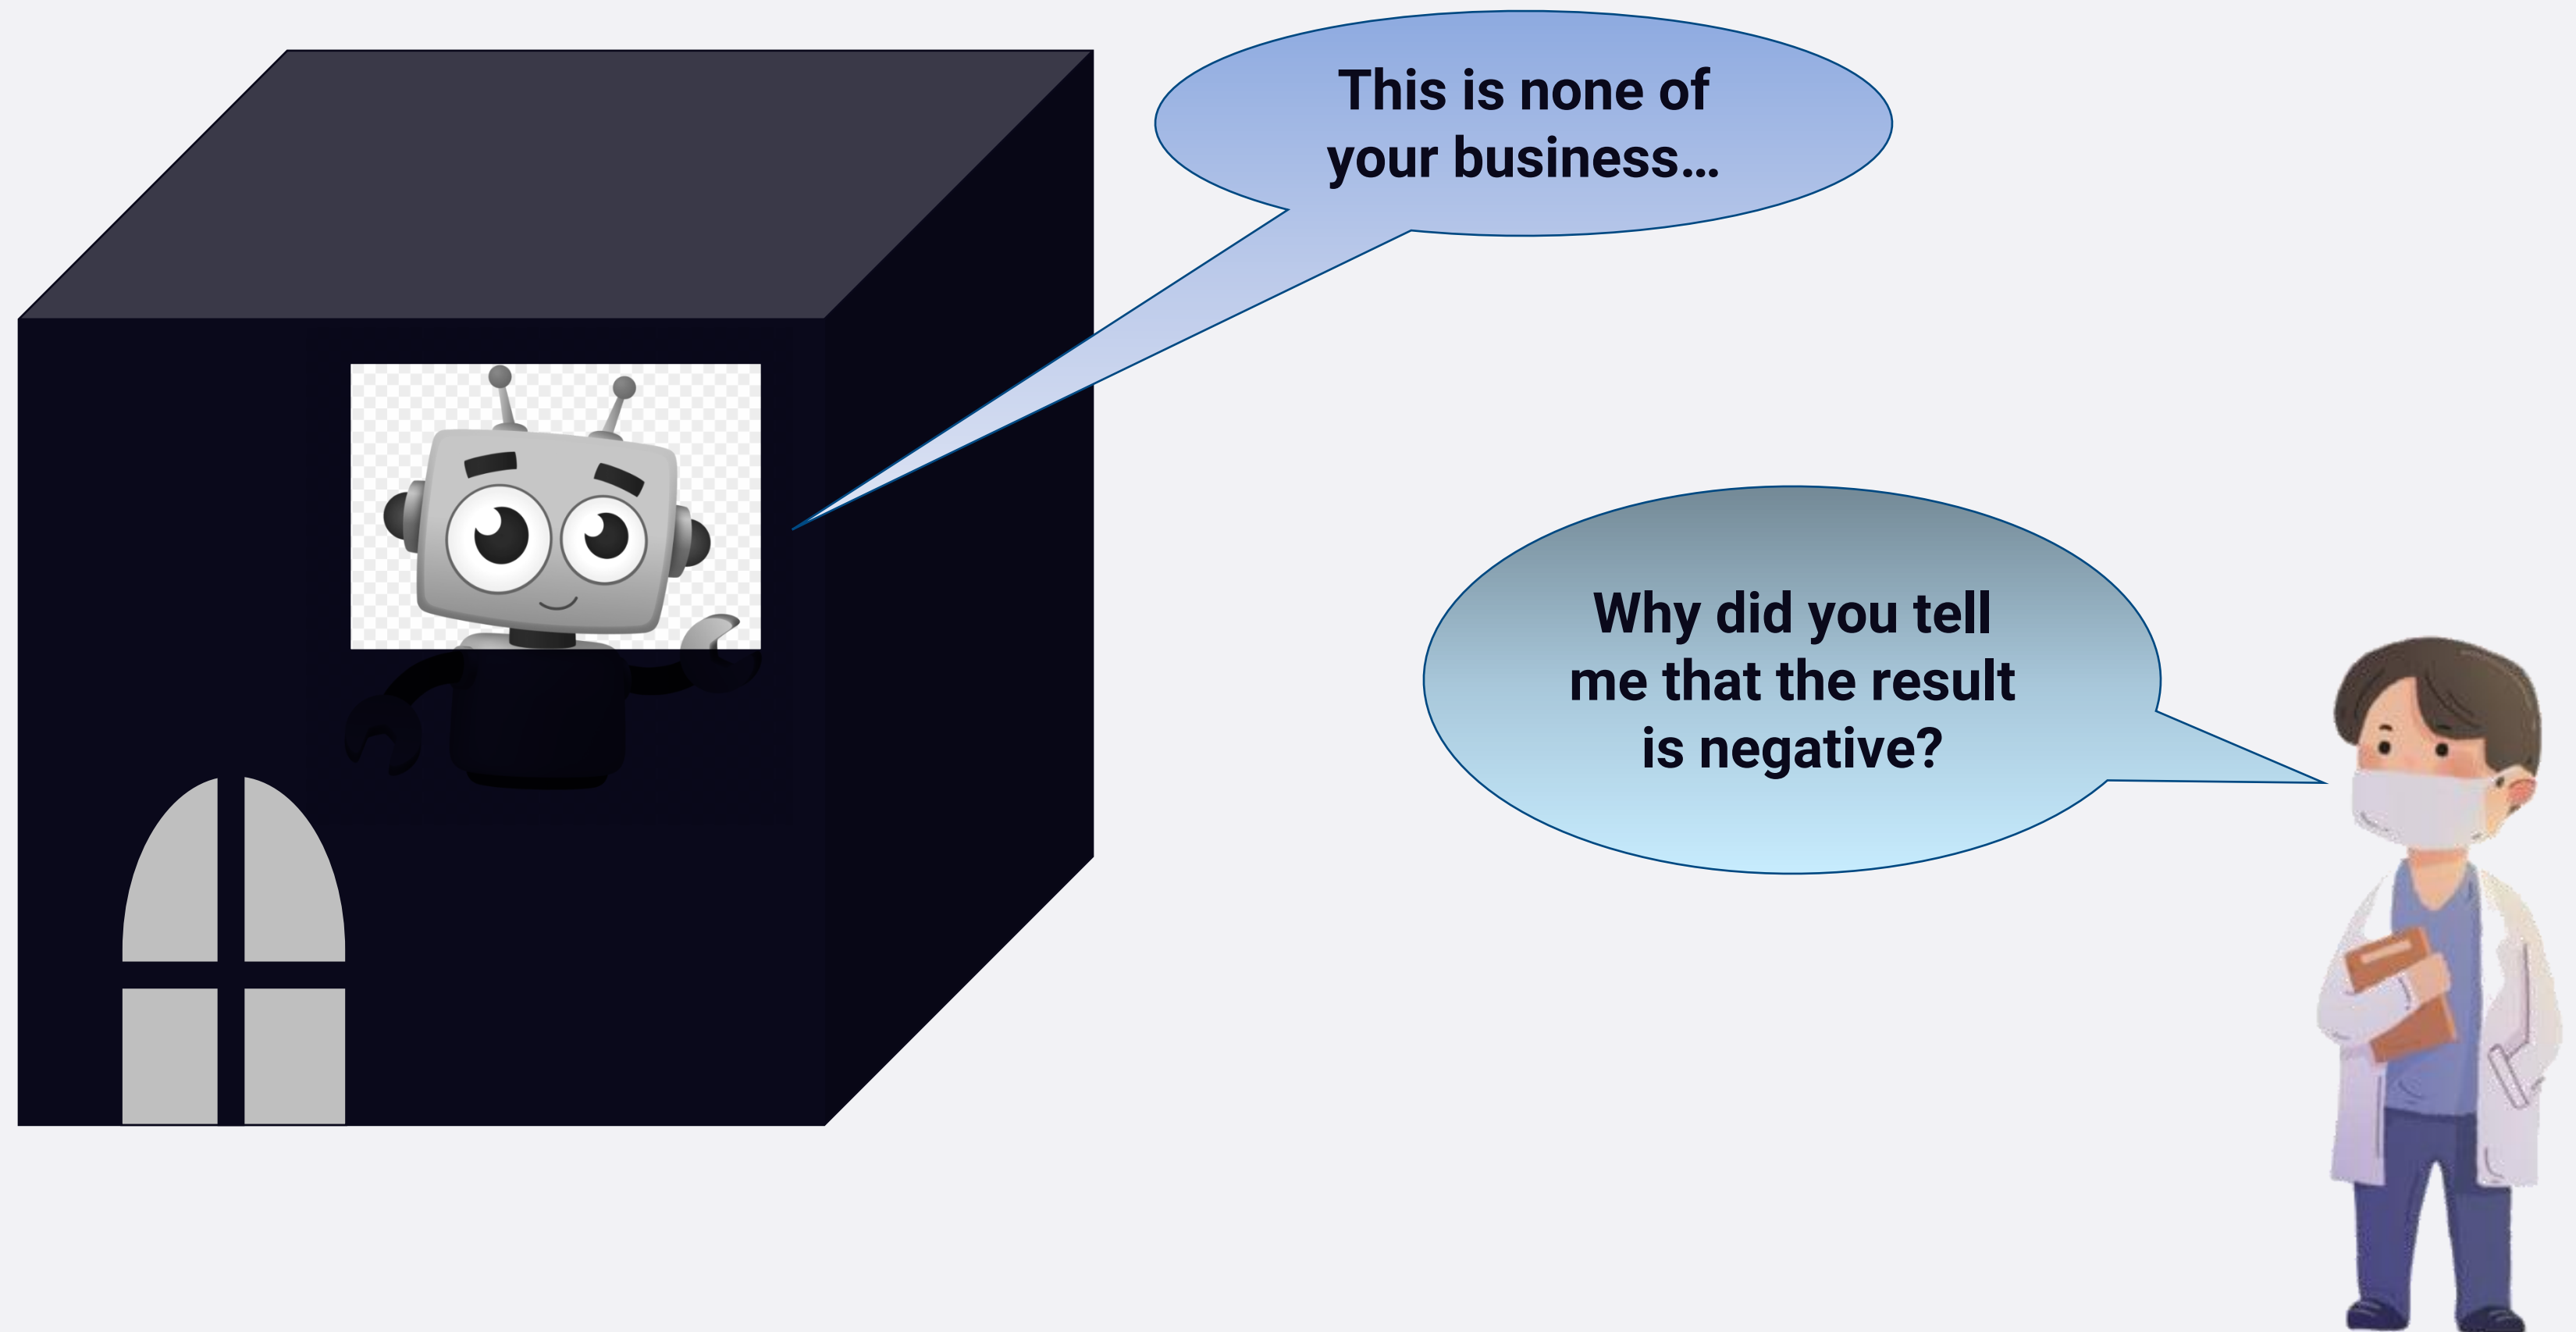 This is none of
your business…
Why did you tell
me that the result
is negative?